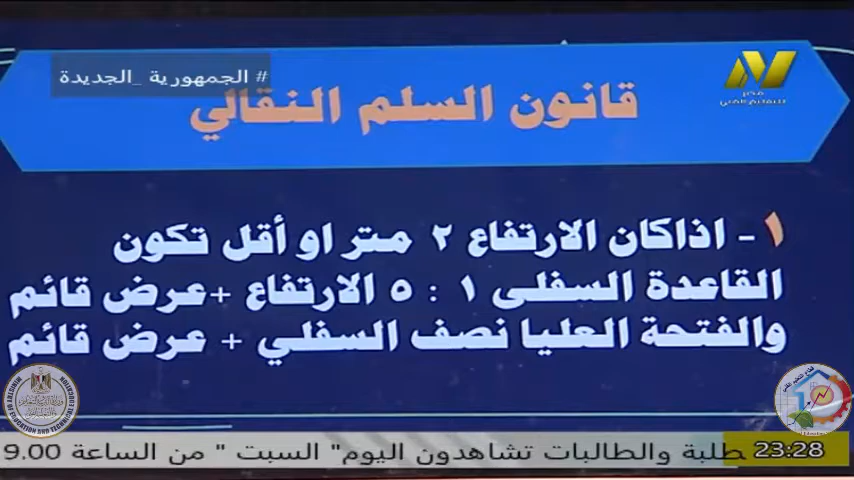 # الجمهورية _الجديدة
قانون السلم النقالي
١- اذاكان الارتفاع ٢ متر او أقل تكون
القاعدة السفلى ١ : ٥ الارتفاع +عرض قائم
والفتحة العليا نصف السفلي + عرض قائم
طلبة والطالبات تشاهدون اليوم" السبت " من الساعة 9.00
23:28